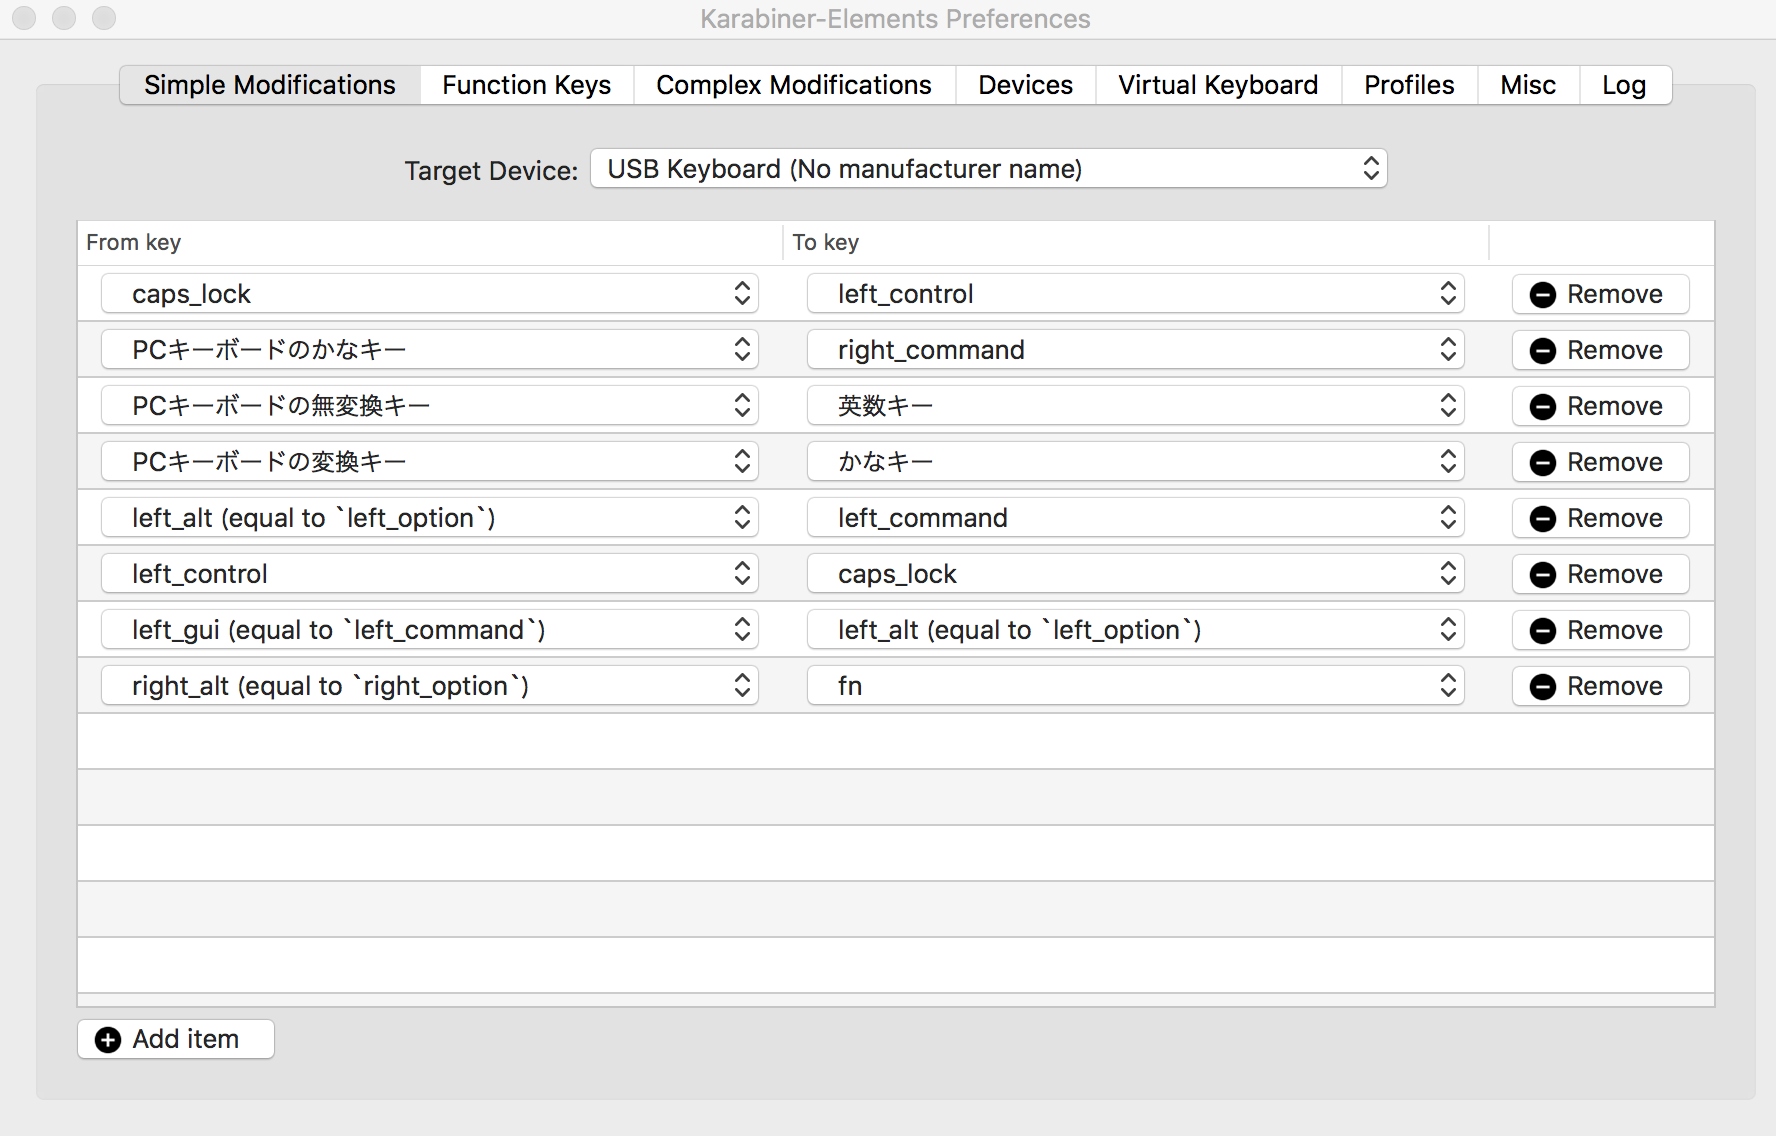 Karabiner-Elements Preferences
Simple Modifications Function Keys Complex Modifications Devices Virtual Keyboard Profiles Misc Log
Target Device: USB Keyboard (No manufacturer name)
From key To key
caps_lock left_control Remove
PCキーボードのかなキー right_command Remove
PCキーボードの無変換キー 英数キー Remove
PCキーボードの変換キー かなキー Remove
left_alt (equal to `left_option`) left_command Remove
left_control caps_lock Remove
left_gui (equal to `left_command`) left_alt (equal to `left_option`) Remove
right_alt (equal to `right_option`) fn Remove
Add item